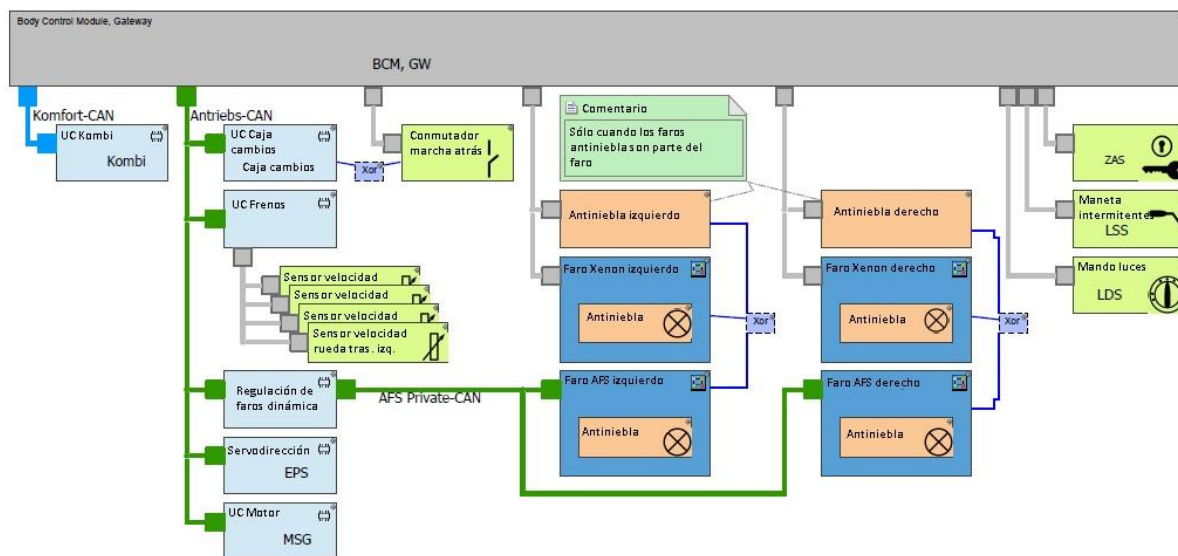 Body Control Module, Gateway
BCM, GW
Komfort-CAN
Antriebs-CAN
UC Kombi
Kombi
UC Caja
cambios
Caja cambios
Xor
Conmutador
marcha atrás
Comentario
Sólo cuando los faros
antiniebla son parte del
faro
ZAS
UC Frenos
Antiniebla izquierdo
Antiniebla derecho
Maneta
intermitentes
LSS
Sensor velocidad
Sensor velocidad
Sensor velocidad
Sensor velocidad
rueda tras. izq.
Faro Xenon izquierdo
Antiniebla
Xor
Faro Xenon derecho
Antiniebla
Xor
Mando luces
LDS
Regulación de
faros dinámica
AFS Private-CAN
Faro AFS izquierdo
Antiniebla
Faro AFS derecho
Antiniebla
Servodirección
EPS
UC Motor
MSG